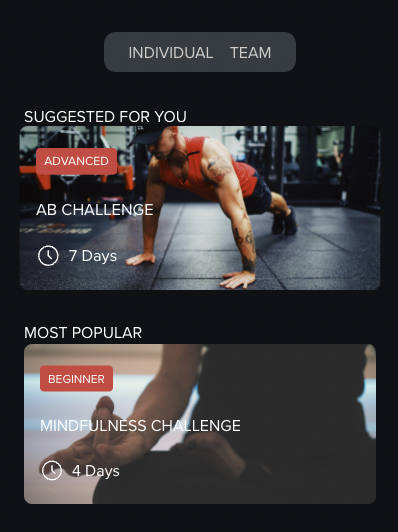 INDIVIDUAL TEAM
SUGGESTED FOR YOU
ADVANCED
AB CHALLENGE
7 Days
MOST POPULAR
BEGINNER
MINDFULNESS CHALLENGE
4 Days